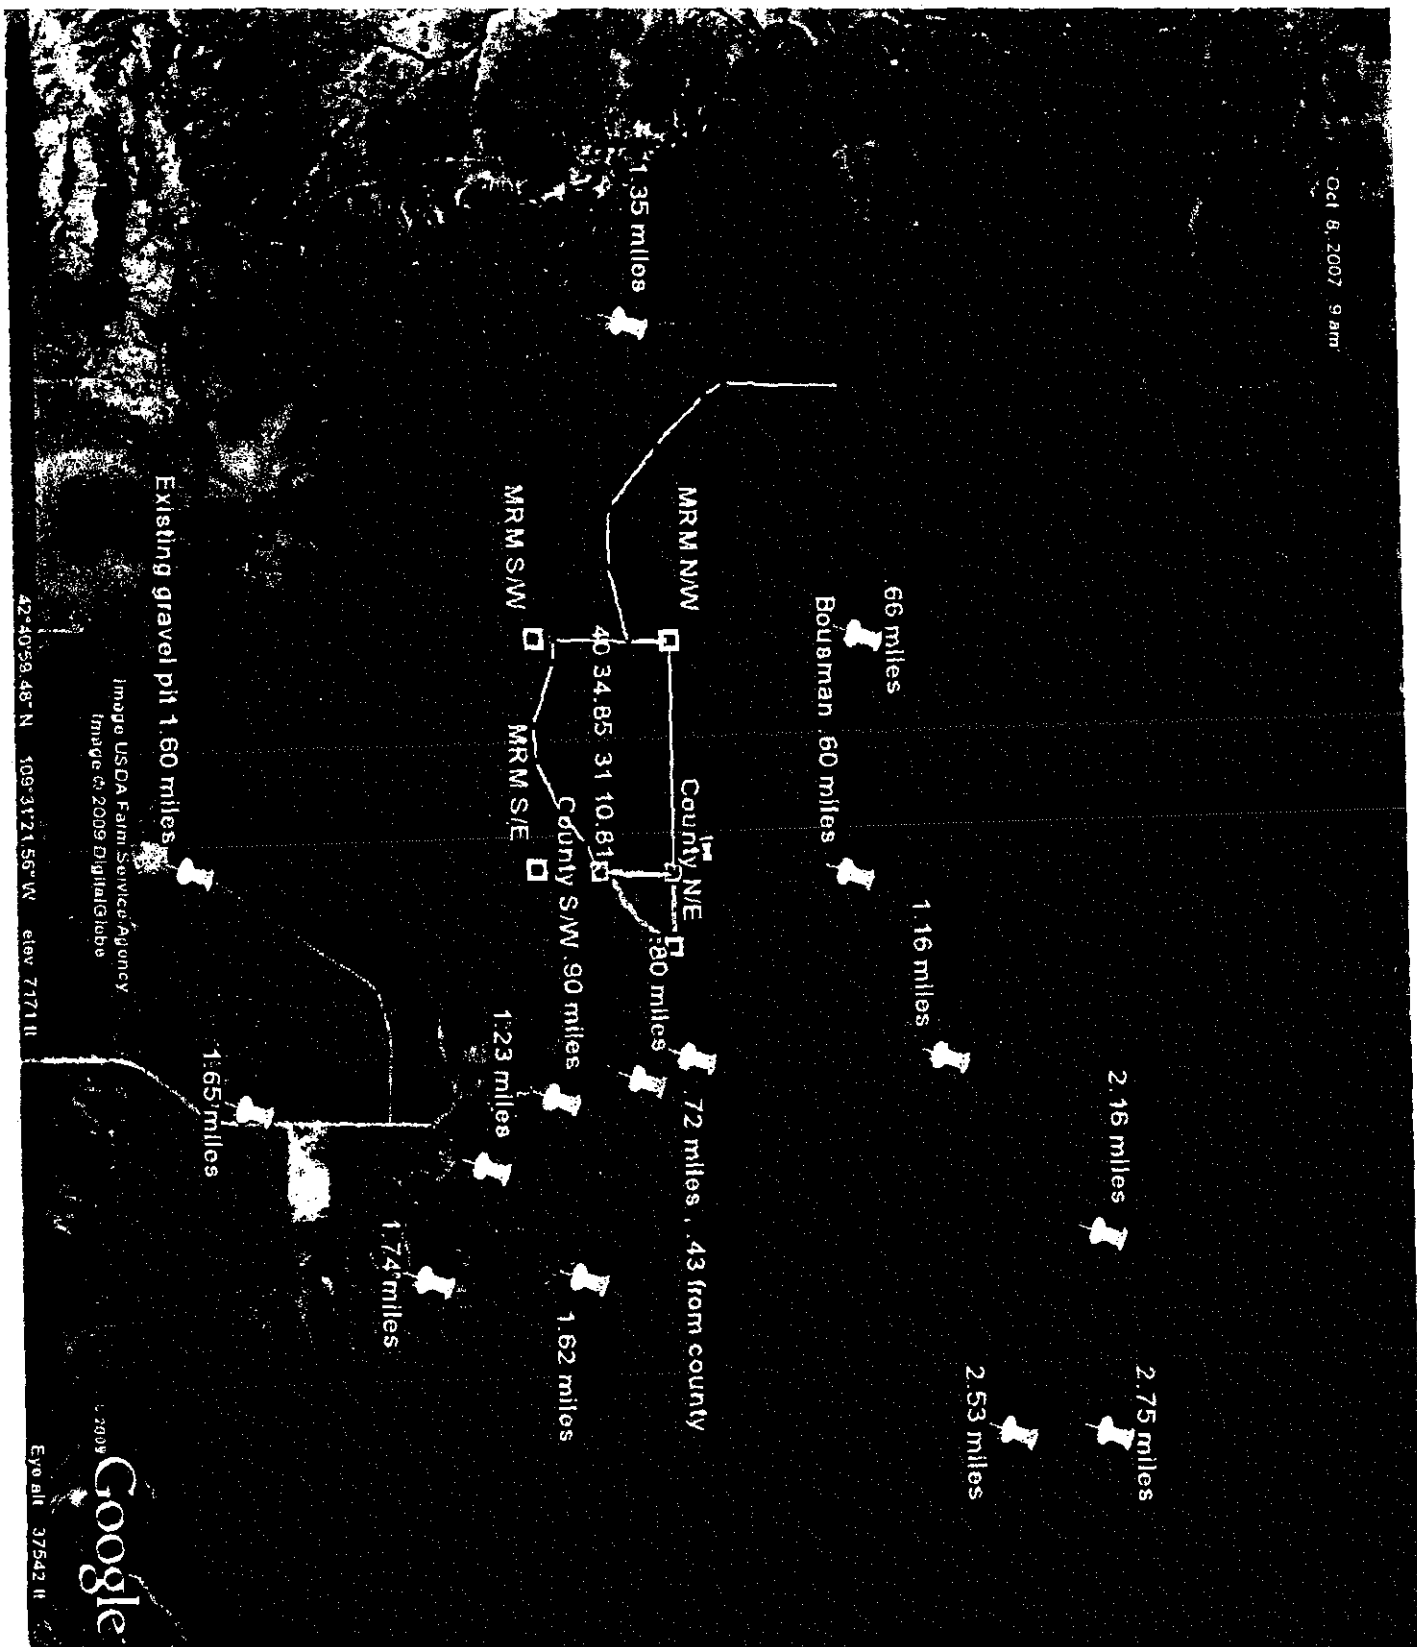 Oct 8, 2007 9 am
2.75 miles
2.16 miles
2.53 miles
1.16 miles
.66 miles
Bousman .60 miles
MRM N/W
County N/E
.72 miles , .43 from county
1.35 miles
.80 miles
40 34.85 31 10.81
County S/W .90 miles
1.62 miles
MRM S/W
MRM S/E
1.23 miles
1.74 miles
1.65 miles
Existing gravel pit 1.60 miles
Image USDA Farm Service Agency
Image © 2009 DigitalGlobe
©2009 Google
42°40'59.48" N 109°31'21.56" W elev 7171 ft
Eye alt 37542 ft